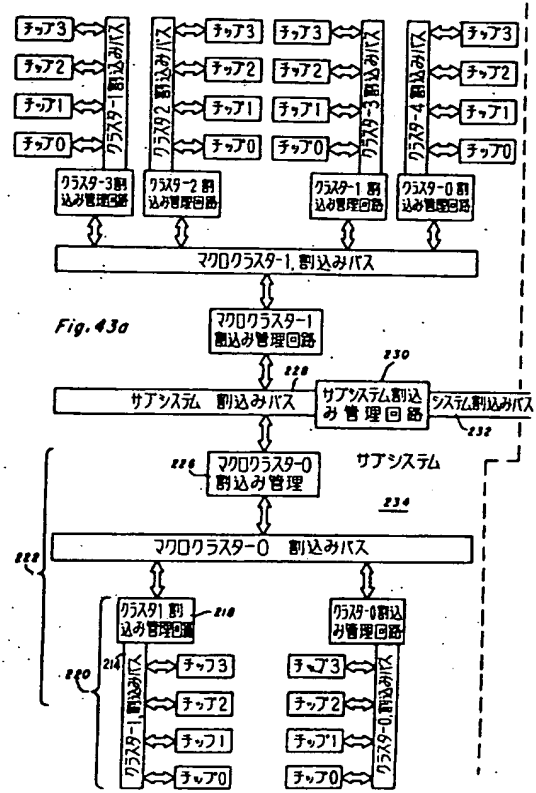 チップ3
チップ2
チップ1
チップ0
クラスター1 割込みバス
クラスター3割
込み管理回路
クラスター2 割込みバス
チップ3
チップ2
チップ1
チップ0
クラスター2 割
込み管理回路
チップ3
チップ2
チップ1
チップ0
クラスター3 割込みバス
クラスター1 割
込み管理回路
クラスター4 割込みバス
チップ3
チップ2
チップ1
チップ0
クラスター0 割
込み管理回路
マクロクラスター1, 割込みバス
Fig. 43a
マクロクラスター1
割込み管理回路
230
228
サブシステム 割込みバス
サブシステム割込
み管理回路
システム割込みバス
232
226
マクロクラスター0
割込み管理
サブシステム
234
222
マクロクラスター0 割込みバス
クラスタ1 割
込み管理回路
218
クラスター0 割込
み管理回路
214
220
クラスター1, 割込みバス
チップ3
チップ2
チップ1
チップ0
チップ3
チップ2
チップ1
チップ0
クラスター0, 割込みバス